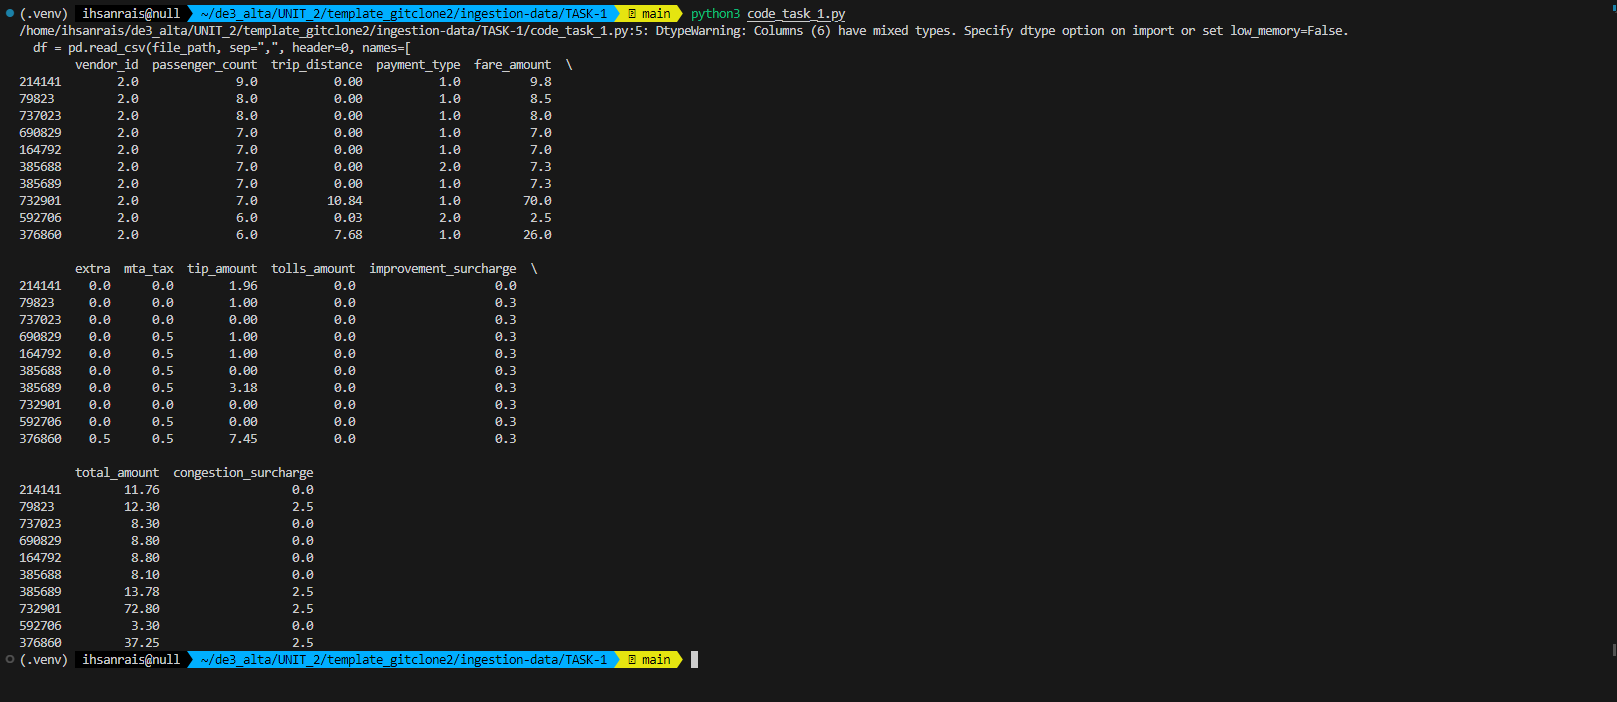 (.venv) ihsanrais@null ~/de3_alta/UNIT_2/template_gitclone2/ingestion-data/TASK-1 main python3 code_task_1.py
/home/ihsanrais/de3_alta/UNIT_2/template_gitclone2/ingestion-data/TASK-1/code_task_1.py:5: DtypeWarning: Columns (6) have mixed types. Specify dtype option on import or set low_memory=False.
  df = pd.read_csv(file_path, sep=",", header=0, names=[
        vendor_id  passenger_count  trip_distance  payment_type  fare_amount  \
214141        2.0              9.0           0.00           1.0          9.8
79823         2.0              8.0           0.00           1.0          8.5
737023        2.0              8.0           0.00           1.0          8.0
690829        2.0              7.0           0.00           1.0          7.0
164792        2.0              7.0           0.00           1.0          7.0
385688        2.0              7.0           0.00           2.0          7.3
385689        2.0              7.0           0.00           1.0          7.3
732901        2.0              7.0          10.84           1.0         70.0
592706        2.0              6.0           0.03           2.0          2.5
376860        2.0              6.0           7.68           1.0         26.0
        extra  mta_tax  tip_amount  tolls_amount  improvement_surcharge  \
214141    0.0      0.0        1.96           0.0                    0.0
79823     0.0      0.0        1.00           0.0                    0.3
737023    0.0      0.0        0.00           0.0                    0.3
690829    0.0      0.5        1.00           0.0                    0.3
164792    0.0      0.5        1.00           0.0                    0.3
385688    0.0      0.5        0.00           0.0                    0.3
385689    0.0      0.5        3.18           0.0                    0.3
732901    0.0      0.0        0.00           0.0                    0.3
592706    0.0      0.5        0.00           0.0                    0.3
376860    0.5      0.5        7.45           0.0                    0.3
        total_amount  congestion_surcharge
214141         11.76                   0.0
79823          12.30                   2.5
737023          8.30                   0.0
690829          8.80                   0.0
164792          8.80                   0.0
385688          8.10                   0.0
385689         13.78                   2.5
732901         72.80                   2.5
592706          3.30                   0.0
376860         37.25                   2.5
(.venv) ihsanrais@null ~/de3_alta/UNIT_2/template_gitclone2/ingestion-data/TASK-1 main